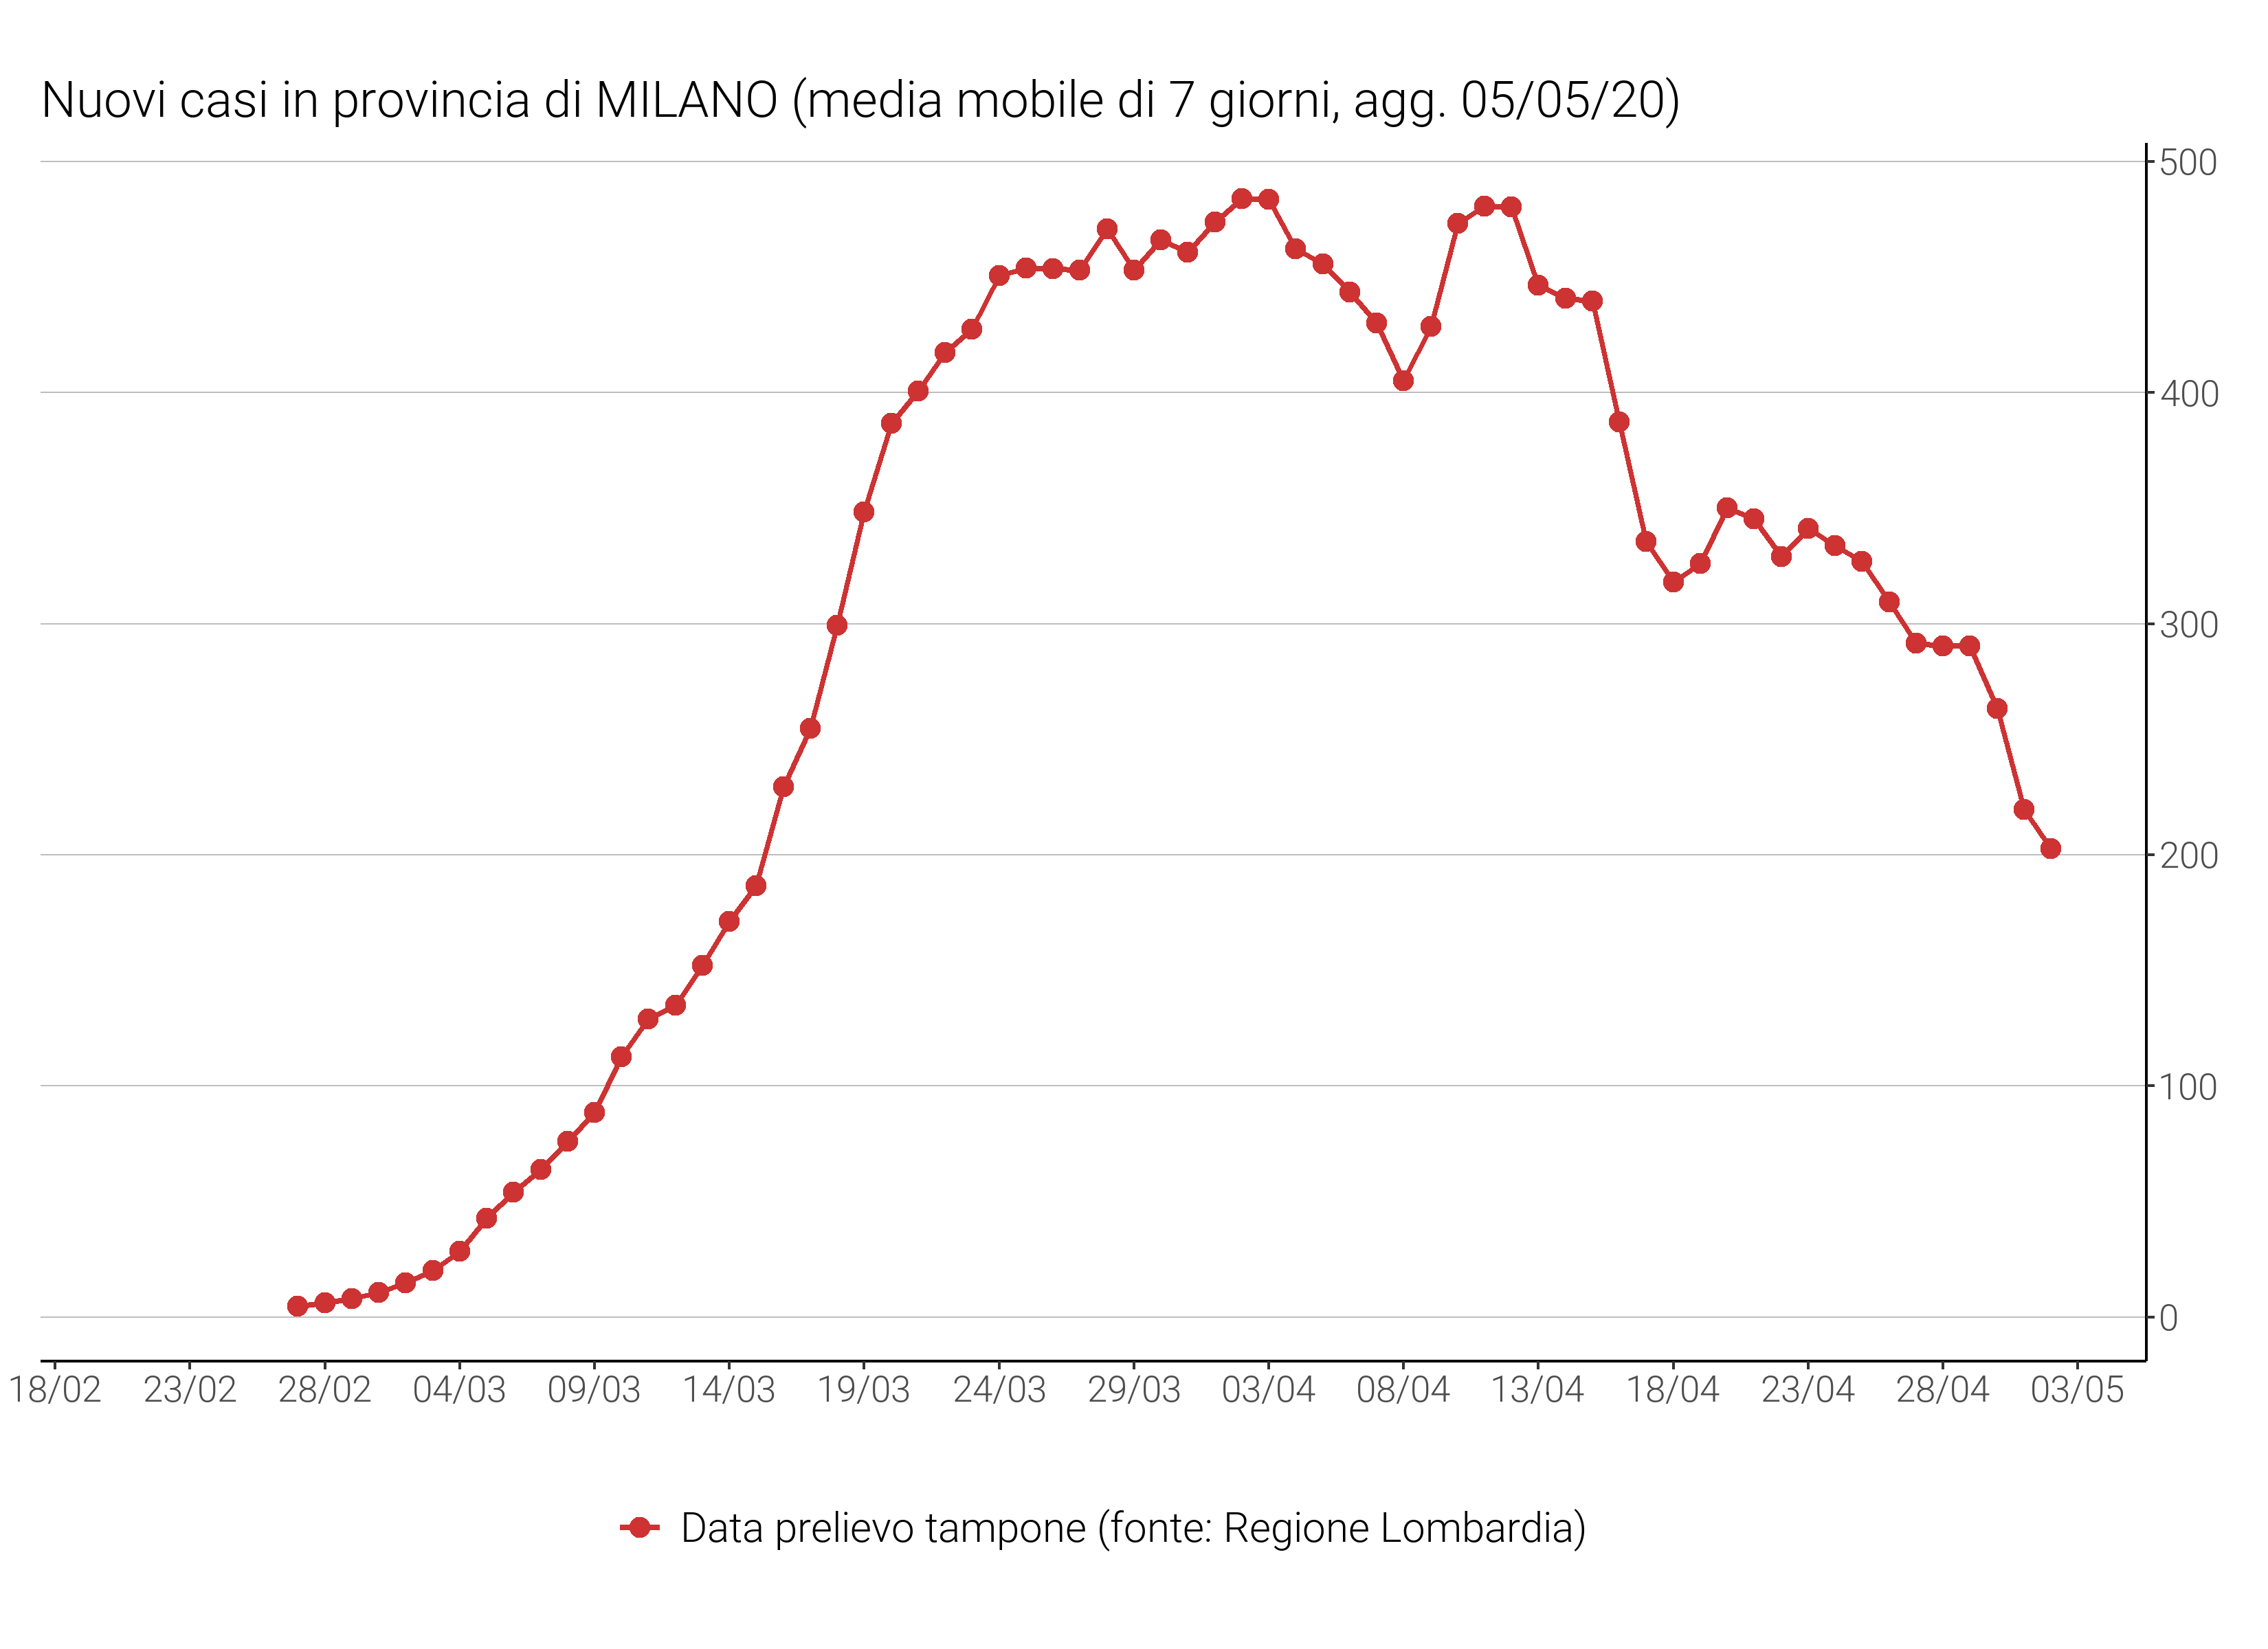 Nuovi casi in provincia di MILANO (media mobile di 7 giorni, agg. 05/05/20)
500
400
300
200
100
0
18/02 23/02 28/02 04/03 09/03 14/03 19/03 24/03 29/03 03/04 08/04 13/04 18/04 23/04 28/04 03/05
Data prelievo tampone (fonte: Regione Lombardia)